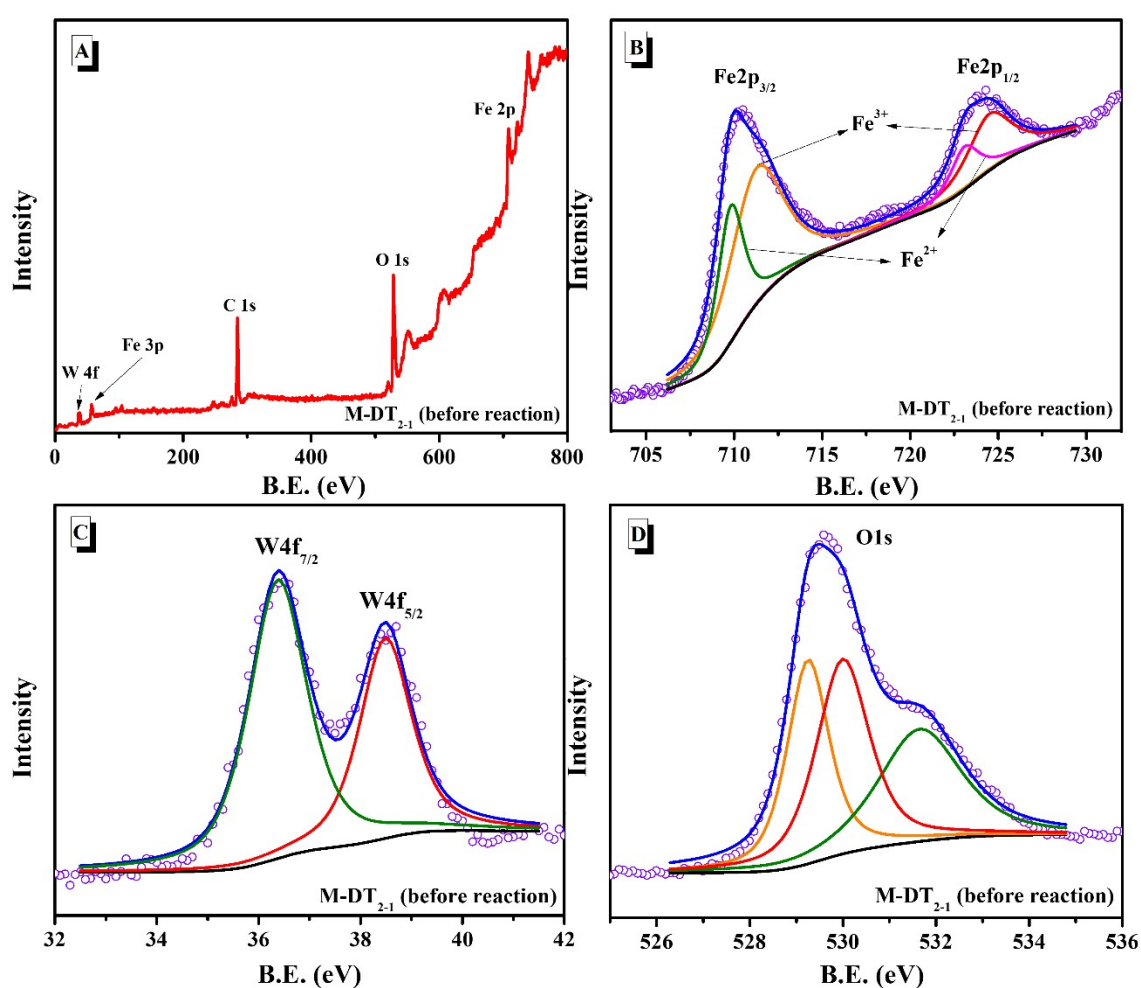 A
Intensity
W 4f
Fe 3p
C 1s
O 1s
Fe 2p
M-DT2-1 (before reaction)
0 200 400 600 800
B.E. (eV)
B
Intensity
Fe2p3/2
Fe2p1/2
Fe3+
Fe2+
M-DT2-1 (before reaction)
705 710 715 720 725 730
B.E. (eV)
C
Intensity
W4f7/2
W4f5/2
M-DT2-1 (before reaction)
32 34 36 38 40 42
B.E. (eV)
D
Intensity
O1s
M-DT2-1 (before reaction)
526 528 530 532 534 536
B.E. (eV)